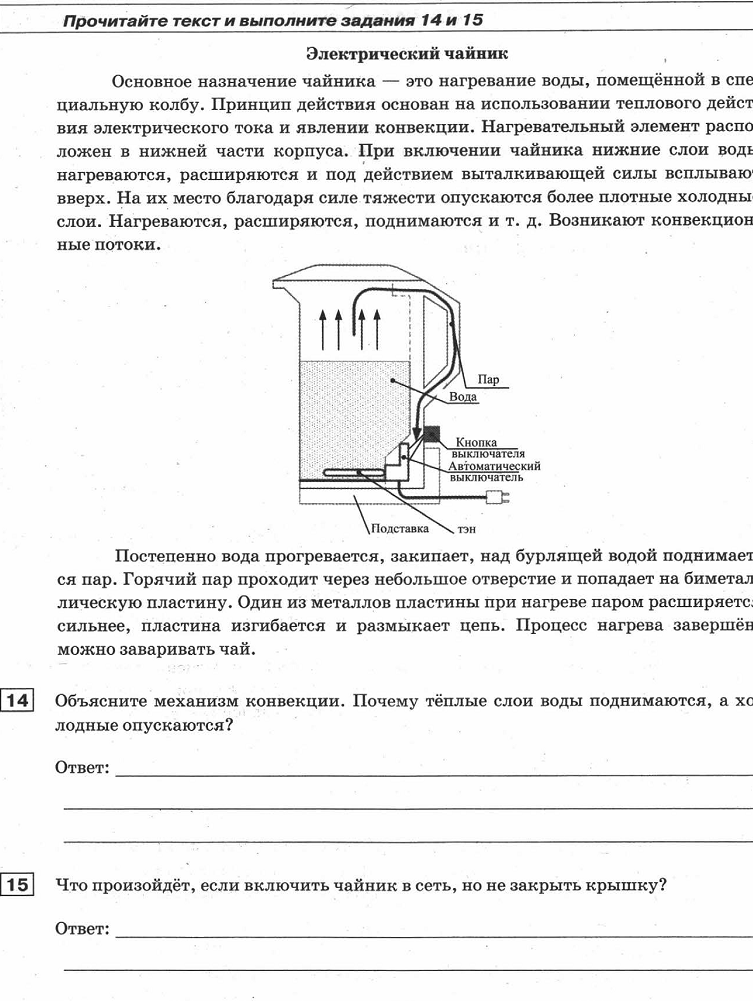 Прочитайте текст и выполните задания 14 и 15
Электрический чайник
Основное назначение чайника — это нагревание воды, помещённой в спе
циальную колбу. Принцип действия основан на использовании теплового дейст
вия электрического тока и явлении конвекции. Нагревательный элемент распо
ложен в нижней части корпуса. При включении чайника нижние слои воды
нагреваются, расширяются и под действием выталкивающей силы всплываю
вверх. На их место благодаря силе тяжести опускаются более плотные холодны
слои. Нагреваются, расширяются, поднимаются и т. д. Возникают конвекцион
ные потоки.
Пар
Вода
Кнопка
выключателя
Автоматический
выключатель
Подставка
тэн
Постепенно вода прогревается, закипает, над бурлящей водой поднимает
ся пар. Горячий пар проходит через небольшое отверстие и попадает на биметал
лическую пластину. Один из металлов пластины при нагреве паром расширяетс
сильнее, пластина изгибается и размыкает цепь. Процесс нагрева завершён
можно заваривать чай.
14 Объясните механизм конвекции. Почему тёплые слои воды поднимаются, а хо
лодные опускаются?
Ответ:
15 Что произойдёт, если включить чайник в сеть, но не закрыть крышку?
Ответ: